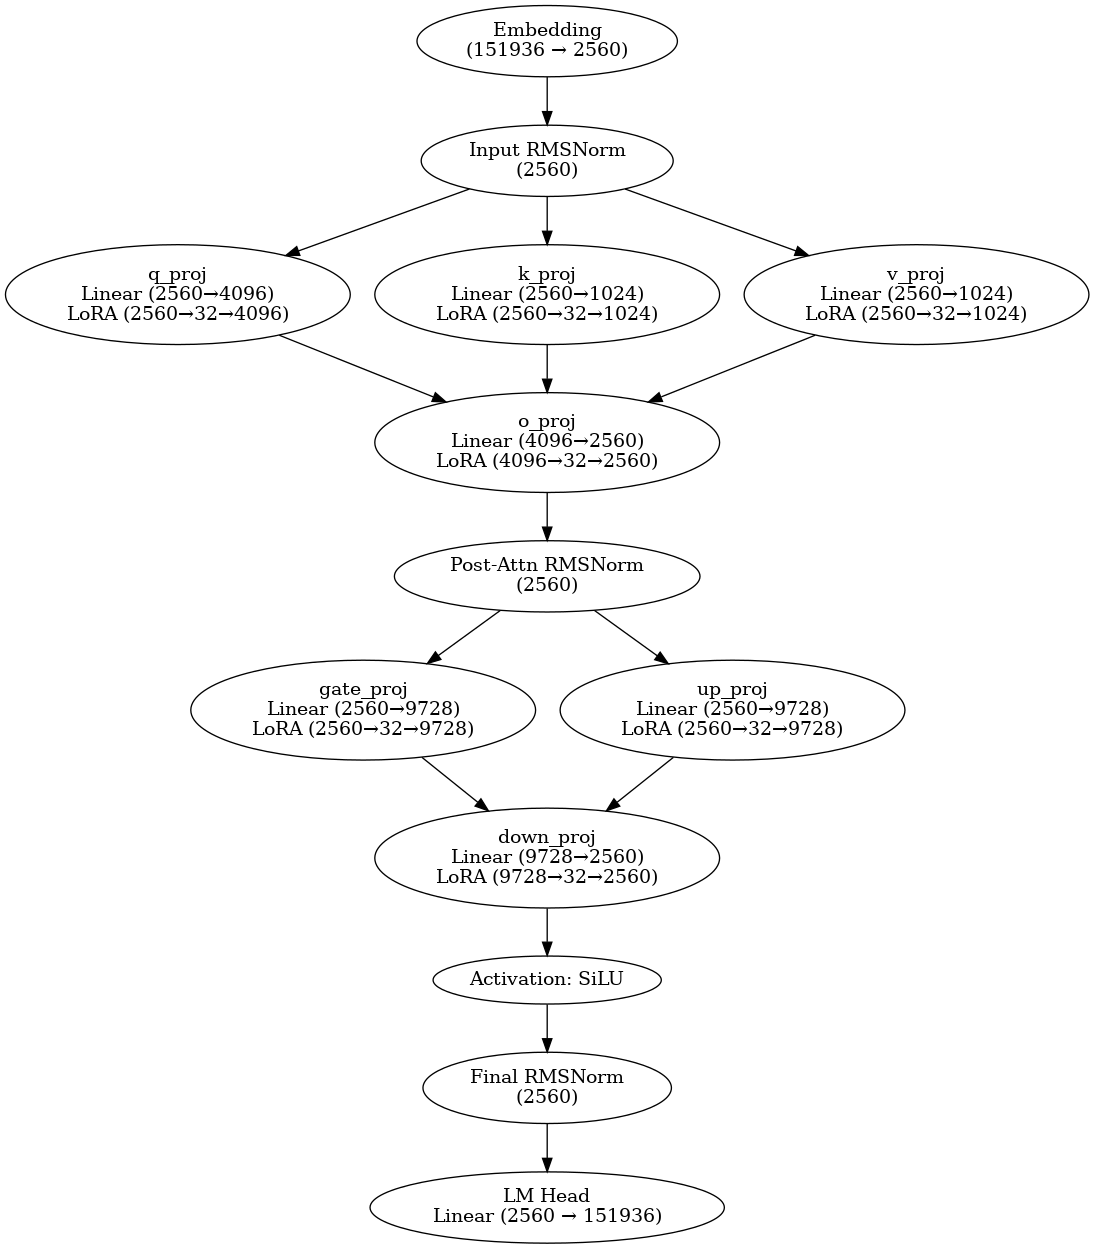 Embedding
(151936 → 2560)
Input RMSNorm
(2560)
q_proj
Linear (2560→4096)
LoRA (2560→32→4096)
k_proj
Linear (2560→1024)
LoRA (2560→32→1024)
v_proj
Linear (2560→1024)
LoRA (2560→32→1024)
o_proj
Linear (4096→2560)
LoRA (4096→32→2560)
Post-Attn RMSNorm
(2560)
gate_proj
Linear (2560→9728)
LoRA (2560→32→9728)
up_proj
Linear (2560→9728)
LoRA (2560→32→9728)
down_proj
Linear (9728→2560)
LoRA (9728→32→2560)
Activation: SiLU
Final RMSNorm
(2560)
LM Head
Linear (2560 → 151936)